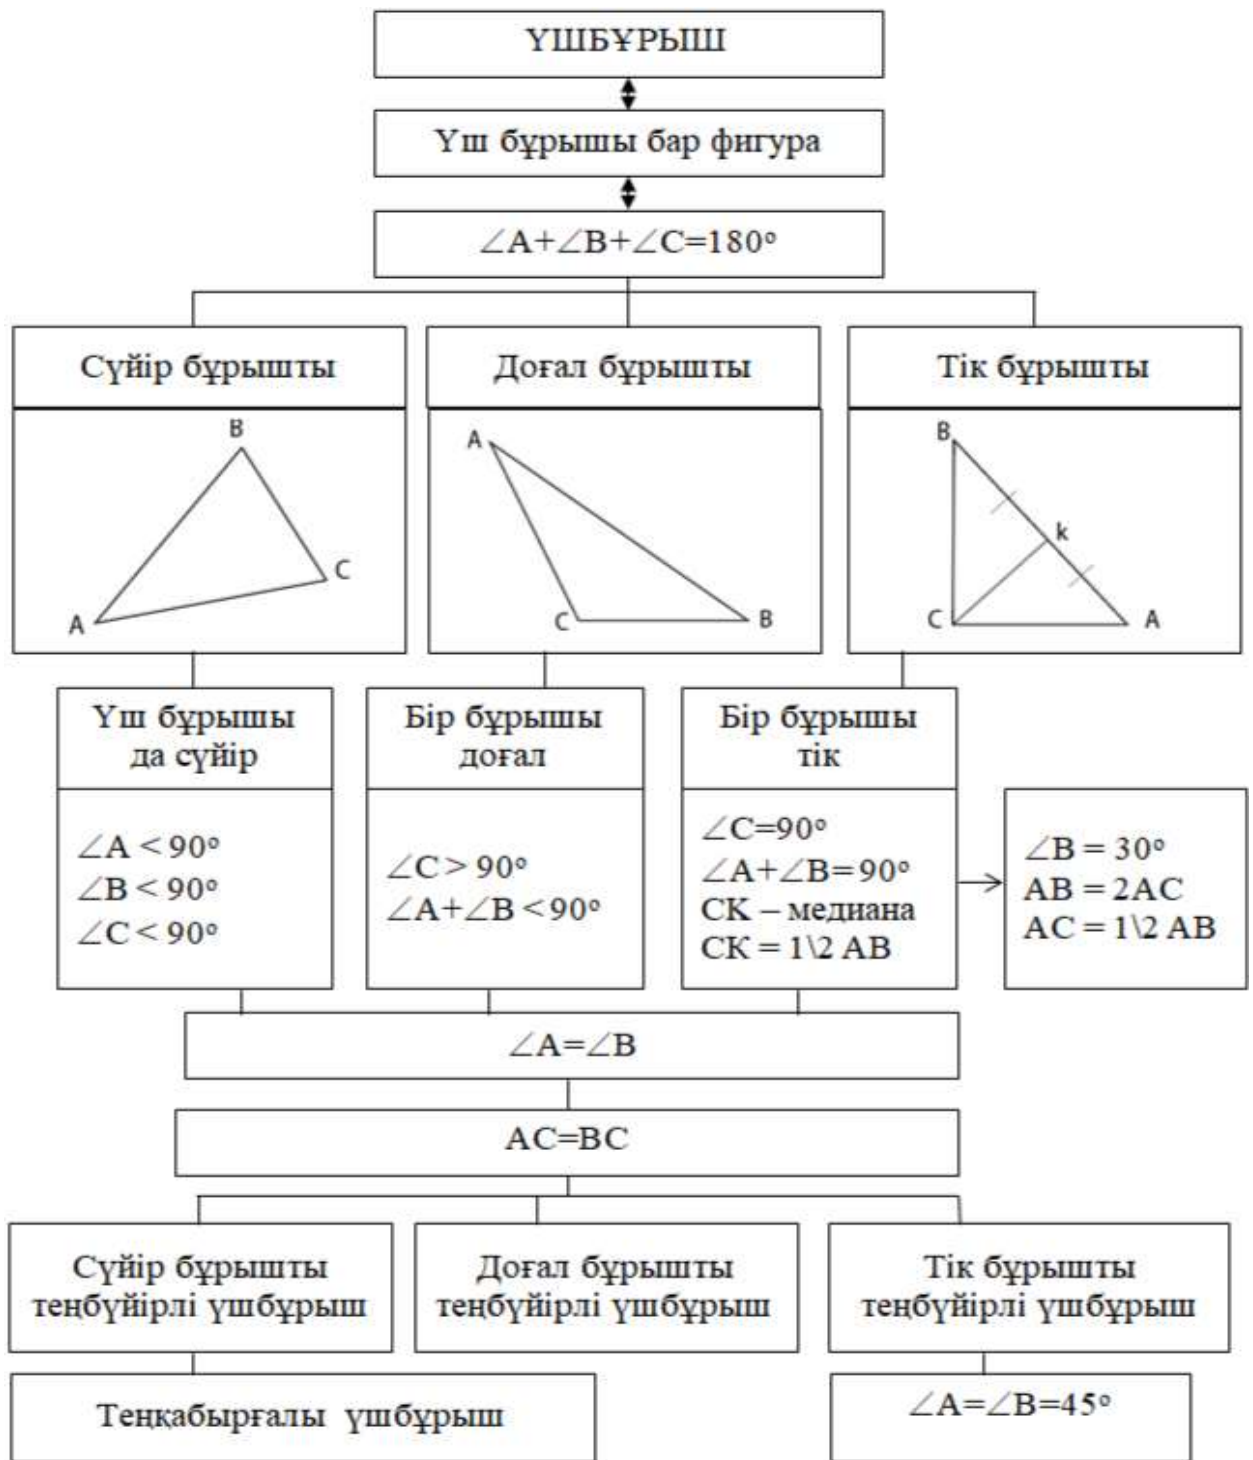 ҮШБҰРЫШ
Үш бұрышы бар фигура
∠A+∠B+∠C=180°
Сүйір бұрышты
Доғал бұрышты
Тік бұрышты
B
C
A
A
C
B
B
k
C
A
Үш бұрышы
да сүйір
∠A < 90°
∠B < 90°
∠C < 90°
Бір бұрышы
доғал
∠C > 90°
∠A+∠B < 90°
Бір бұрышы
тік
∠C=90°
∠A+∠B=90°
CK – медиана
CK = 1\2 AB
∠B = 30°
AB = 2AC
AC = 1\2 AB
∠A=∠B
AC=BC
Сүйір бұрышты
теңбүйірлі үшбұрыш
Доғал бұрышты
теңбүйірлі үшбұрыш
Тік бұрышты
теңбүйірлі үшбұрыш
Теңқабырғалы үшбұрыш
∠A=∠B=45°